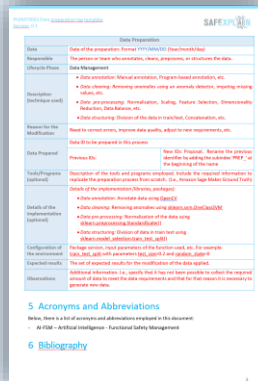 SAFEXPLAIN
Data Preparation
Date Date of the preparation: Format YYYY/MM/DD (Year/month/day)
Responsible The person or team who annotates, cleans, preprocess, or structures the data..
Lifecycle Phase Data Management
Description (technique used)
• Data annotation: Manual annotation, Program-based annotation, etc.
• Data cleaning: Removing anomalies using an anomaly detector, imputing missing
values, etc.
• Data pre-processing: Normalisation, Scaling, Feature Selection, Dimensionality
Reduction, Data Balance, etc.
• Data structuring: Division of the data in train/test, Concatenation, etc.
Reason for the Modification
Need to correct errors, improve data quality, adjust to new requirements, etc.
Data Prepared
Data ID to be prepared in this process
Previous IDs:
New IDs: Proposal. Rename the previous
identifier by adding the subindex 'PREP_' at
the beginning of the name
Tools/Programs (optional)
Description of the tools and programs employed. Include the required information to
replicate the preparation process from scratch. (i.e., Amazon Sage Maker Ground Truth)
Details of the implementation (optional)
Details of the implementation (libraries, packages):
• Data annotation: Annotate data using OpenCV
• Data cleaning: Removing anomalies using sklearn.svm.OneClassSVM
• Data pre-processing: Normalization of the data using
sklearn.preprocessing.StandardScaler()
• Data structuring: Division of data in train test using
sklearn.model_selection.train_test_split()
Configuration of the environment
Package version, input parameters of the function used, etc. For example:
train_test_split with parameters test_size=0.2 and random_state=0
Expected results The set of expected results for the modification of the data applied.
Observations
Additional information. I.e., specify that it has not been possible to collect the required
amount of data to meet the data requirements and that for that reason it is necessary to
generate new data.
5 Acronyms and Abbreviations
Below, there is a list of acronyms and abbreviations employed in this document:
- AI-FSM – Artificial Intelligence - Functional Safety Management
6 Bibliography